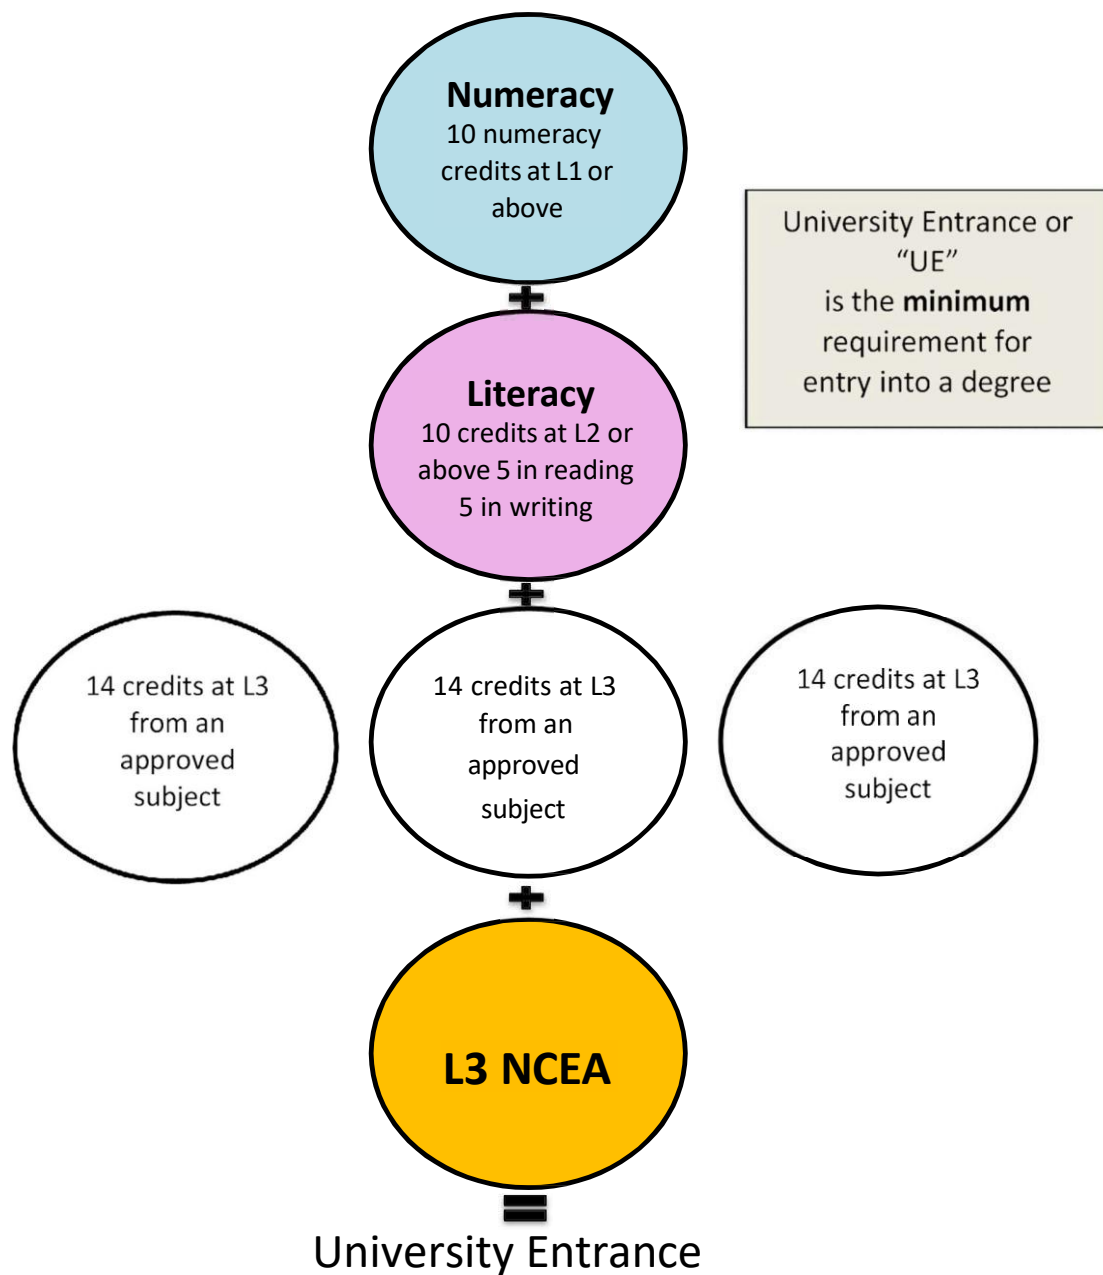 Numeracy
10 numeracy
credits at L1 or
above
+
University Entrance or
“UE”
is the minimum
requirement for
entry into a degree
Literacy
10 credits at L2 or
above 5 in reading
5 in writing
+
14 credits at L3
from an
approved
subject
14 credits at L3
from an
approved
subject
14 credits at L3
from an
approved
subject
+
L3 NCEA
=
University Entrance